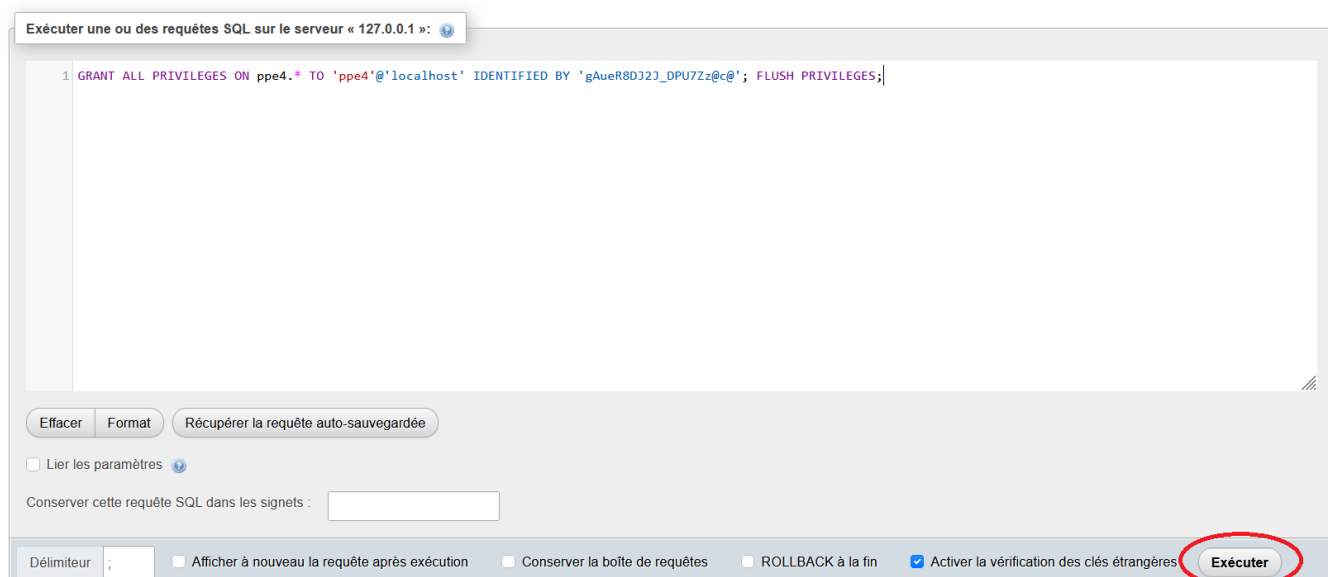 Exécuter une ou des requêtes SQL sur le serveur « 127.0.0.1 »:
1 GRANT ALL PRIVILEGES ON ppe4.* TO 'ppe4'@'localhost' IDENTIFIED BY 'gAueR8DJ2J_DPU7Zz@c@'; FLUSH PRIVILEGES;
Effacer Format Récupérer la requête auto-sauvegardée
Lier les paramètres
Conserver cette requête SQL dans les signets :
Délimiteur ; Afficher à nouveau la requête après exécution Conserver la boîte de requêtes ROLLBACK à la fin Activer la vérification des clés étrangères Exécuter